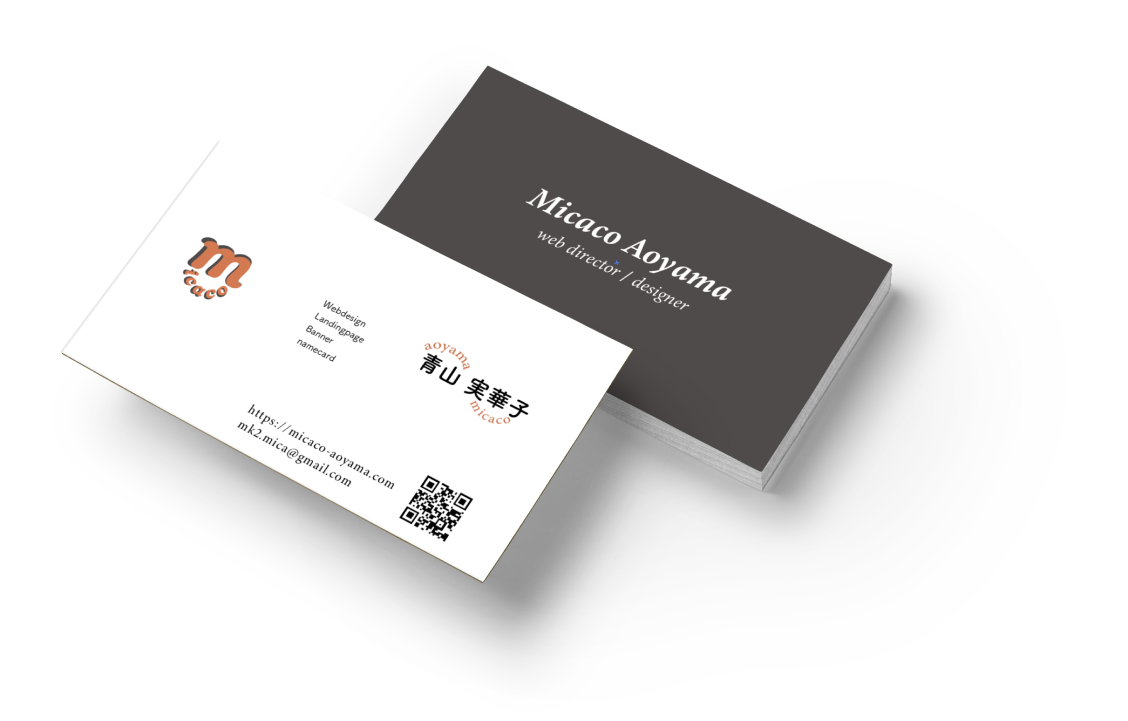 Micaco Aoyama
web director / designer
m
icaco
Webdesign
Landingpage
Banner
namecard
aoyama
青山 実華子
micaco
https://micaco-aoyama.com
mk2.mica@gmail.com